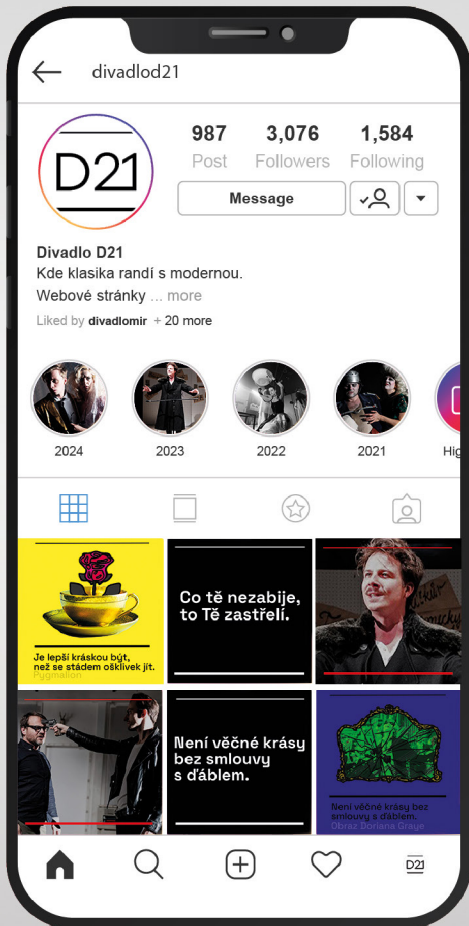 divadlod21
D21
987 3,076 1,584
Post Followers Following
Message
Divadlo D21
Kde klasika randí s modernou.
Webové stránky ... more
Liked by divadlomir + 20 more
2024 2023 2022 2021 Hig
Je lepší kráskou být,
než se stádem ošklivek jít.
Pygmalion
Co tě nezabije,
to Tě zastřelí.
Není věčné krásy
bez smlouvy
s ďáblem.
Není věčné krásy bez
smlouvy s ďáblem.
Obraz Doriana Graye
D21